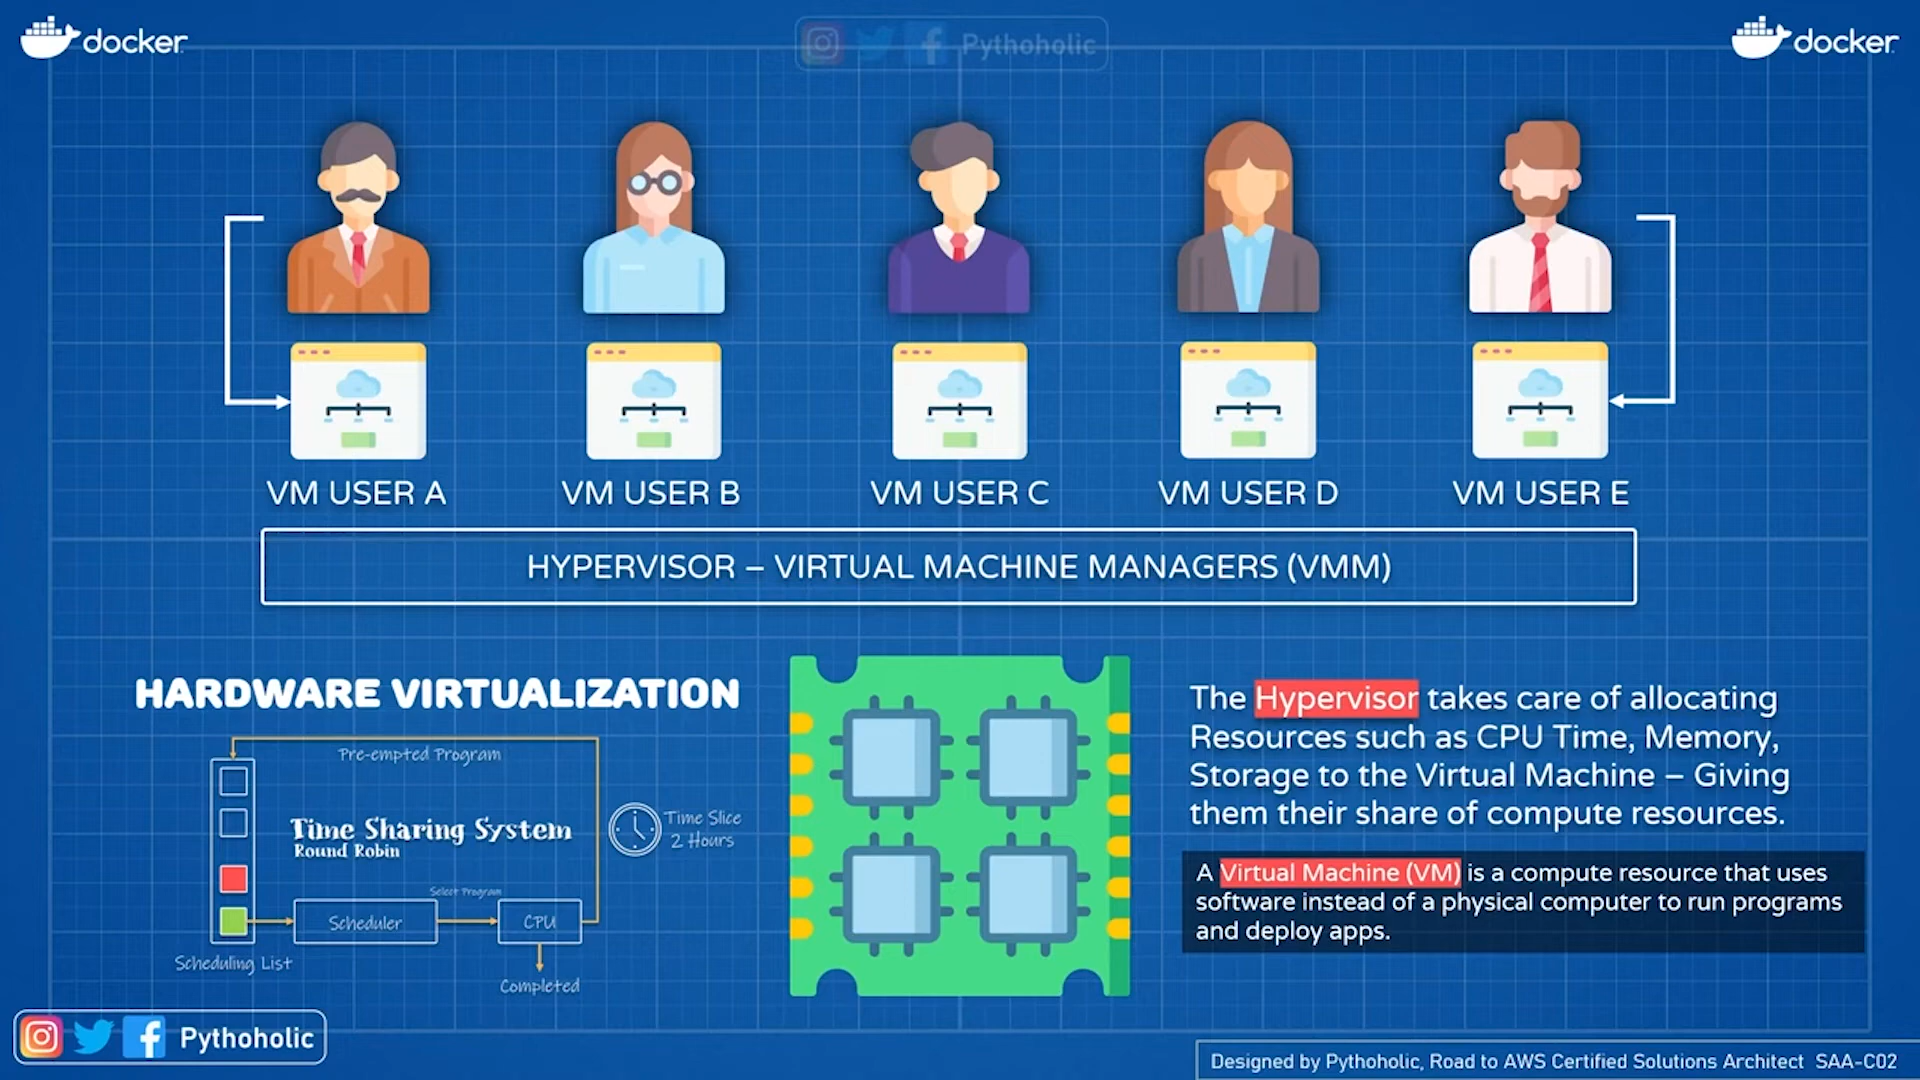 docker
Pythoholic
docker
VM USER A
VM USER B
VM USER C
VM USER D
VM USER E
HYPERVISOR – VIRTUAL MACHINE MANAGERS (VMM)
HARDWARE VIRTUALIZATION
Pre-empted Program
Time Sharing System
Round Robin
Time Slice
2 Hours
Select Program
Scheduler
CPU
Scheduling List
Completed
The Hypervisor takes care of allocating
Resources such as CPU Time, Memory,
Storage to the Virtual Machine – Giving
them their share of compute resources.
A Virtual Machine (VM) is a compute resource that uses
software instead of a physical computer to run programs
and deploy apps.
Pythoholic
Designed by Pythoholic, Road to AWS Certified Solutions Architect SAA-C02